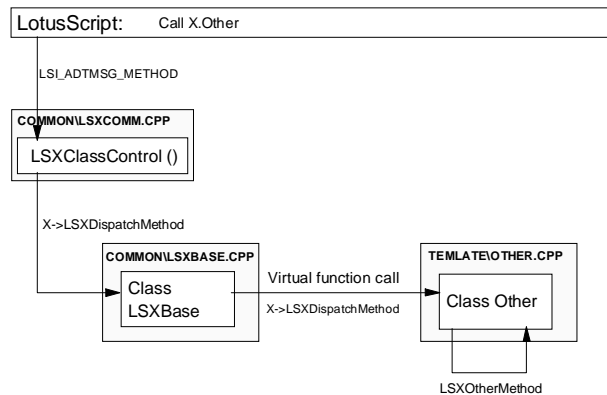 LotusScript: Call X.Other
LSI_ADTMSG_METHOD
COMMON\LSXCOMM.CPP
LSXClassControl ()
X->LSXDispatchMethod
COMMON\LSXBASE.CPP
Class
LSXBase
Virtual function call
X->LSXDispatchMethod
TEMLATE\OTHER.CPP
Class Other
LSXOtherMethod